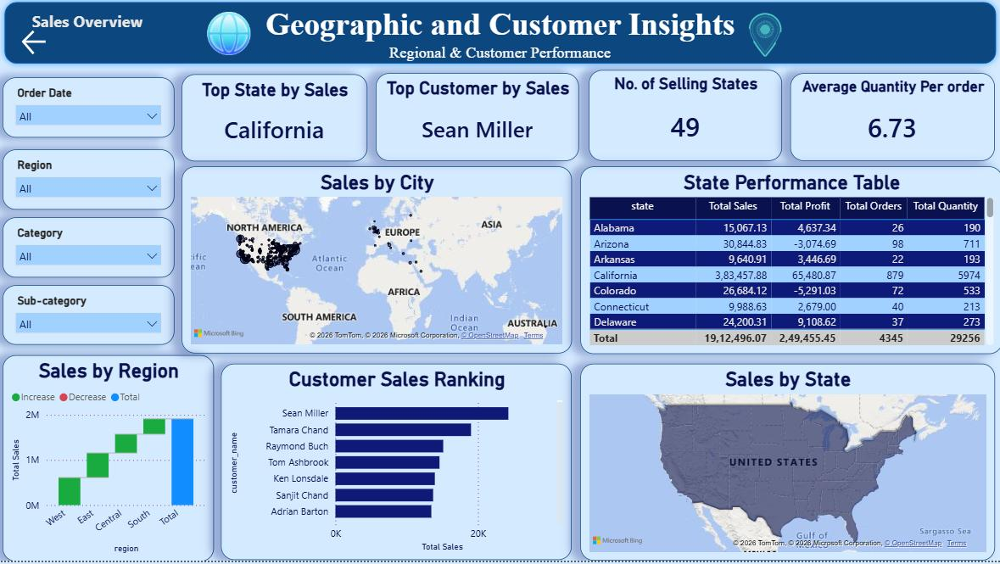 Sales Overview
Geographic and Customer Insights
Regional & Customer Performance
Order Date
All
Region
All
Category
All
Sub-category
All
Top State by Sales
California
Top Customer by Sales
Sean Miller
No. of Selling States
49
Average Quantity Per order
6.73
Sales by City
NORTH AMERICA
EUROPE
ASIA
cific
ean
Atlantic
Ocean
AFRICA
SOUTH AMERICA
Indian
Ocean
AUSTRALIA
Microsoft Bing
© 2026 TomTom, © 2026 Microsoft Corporation, © OpenStreetMap Terms
State Performance Table
state Total Sales Total Profit Total Orders Total Quantity
Alabama 15,067.13 4,637.34 26 190
Arizona 30,844.83 -3,074.69 98 711
Arkansas 9,640.91 3,446.69 22 193
California 3,83,457.88 65,480.87 879 5974
Colorado 26,684.12 -5,291.03 72 533
Connecticut 9,988.63 2,679.00 40 213
Delaware 24,200.31 9,108.62 37 273
Total 19,12,496.07 2,49,455.45 4345 29256
Sales by Region
Increase Decrease Total
Total Sales
2M
1M
0M
West East Central South Total
region
Customer Sales Ranking
customer_name
Sean Miller
Tamara Chand
Raymond Buch
Tom Ashbrook
Ken Lonsdale
Sanjit Chand
Adrian Barton
0K 20K
Total Sales
Sales by State
UNITED STATES
Gulf of
Sargasso Sea
Microsoft Bing
© 2026 TomTom, © 2026 Microsoft Corporation, © OpenStreetMap Terms